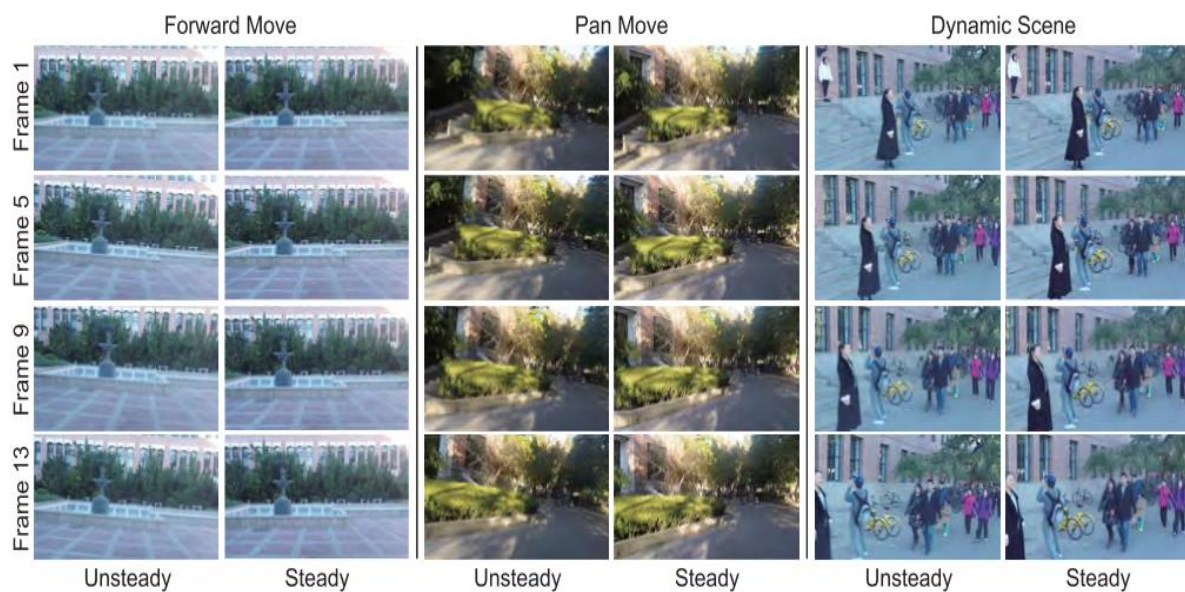 Forward Move Pan Move Dynamic Scene
Frame 1
Frame 5
Frame 9
Frame 13
Unsteady Steady Unsteady Steady Unsteady Steady